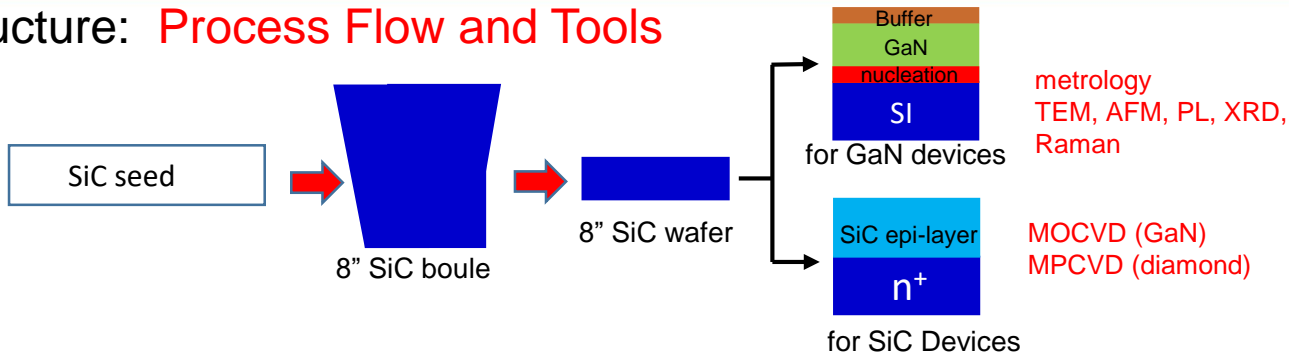 ucture: Process Flow and Tools
SiC seed
8” SiC boule
8” SiC wafer
Buffer
GaN
nucleation
SI
for GaN devices
metrology
TEM, AFM, PL, XRD,
Raman
SiC epi-layer
n⁺
for SiC Devices
MOCVD (GaN)
MPCVD (diamond)